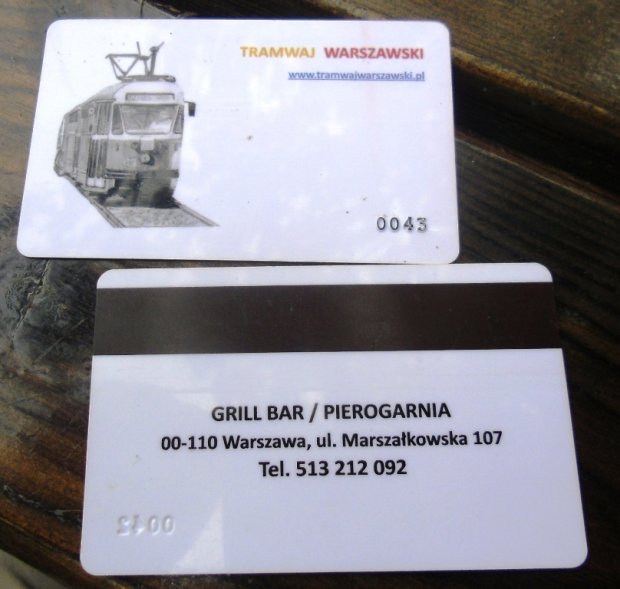 TRAMWAJ WARSZAWSKI
www.tramwajwarszawski.pl
0043
GRILL BAR / PIEROGARNIA
00-110 Warszawa, ul. Marszałkowska 107
Tel. 513 212 092
0042